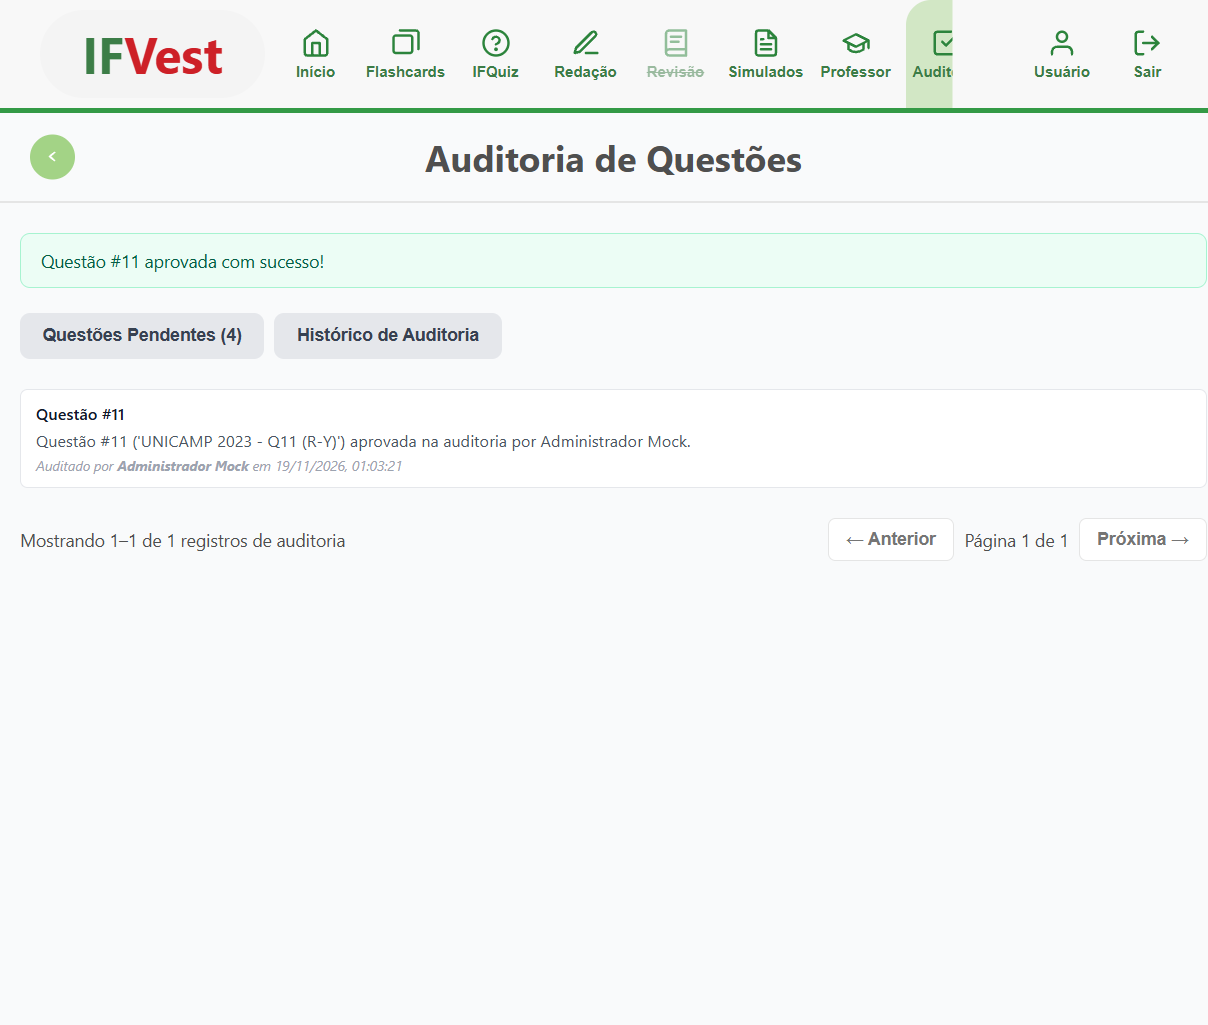 IFVest
Início
Flashcards
IFQuiz
Redação
Revisão
Simulados
Professor
Usuário
Sair
<
Auditoria de Questões
Questão #11 aprovada com sucesso!
Questões Pendentes (4)
Histórico de Auditoria
Questão #11
Questão #11 ('UNICAMP 2023 - Q11 (R-Y)') aprovada na auditoria por Administrador Mock.
Auditado por Administrador Mock em 19/11/2026, 01:03:21
Mostrando 1–1 de 1 registros de auditoria
← Anterior
Página 1 de 1
Próxima →